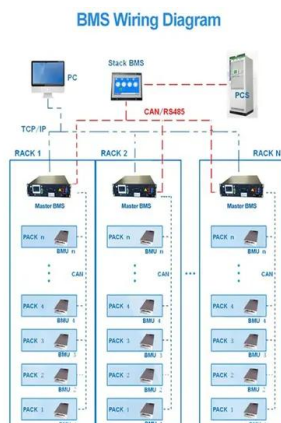 BMS Wiring Diagram
Stack BMS
PC
PCS
CAN/RS485
TCP/IP
RACK 1
RACK 2
RACK N
Master BMS
Master BMS
Master BMS
PACK n
PACK n
PACK n
BMU n
BMU n
BMU n
CAN
CAN
CAN
PACK 4
PACK 4
PACK 4
BMU 4
BMU 4
BMU 4
PACK 3
PACK 3
PACK 3
BMU 3
BMU 3
BMU 3
PACK 2
PACK 2
PACK 2
BMU 2
BMU 2
BMU 2
PACK 1
PACK 1
PACK 1